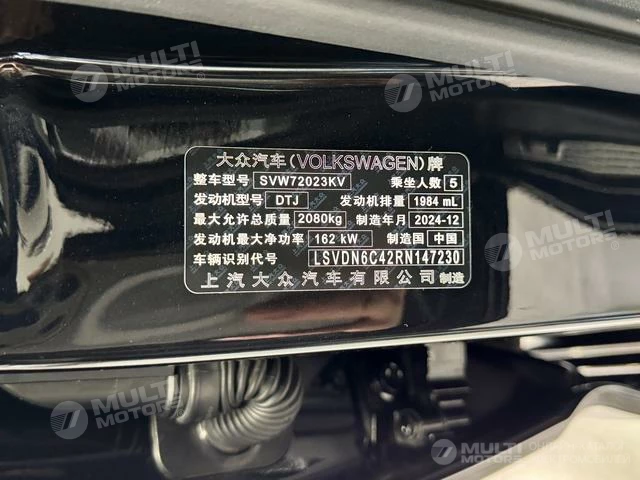 MULTI MOTORS
MULTI MOTORS
大众汽车(VOLKSWAGEN)牌
整车型号 SVW72023KV 乘坐人数 5
发动机型号 DTJ 发动机排量 1984 mL
最大允许总质量 2080kg 制造年月 2024-12
发动机最大净功率 162 kW 制造国 中国
车辆识别代号 LSVDN6C42RN147230
上汽大众汽车有限公司 制造
MULTI MOTORS
MULTI MOTORS
MULTI MOTORS